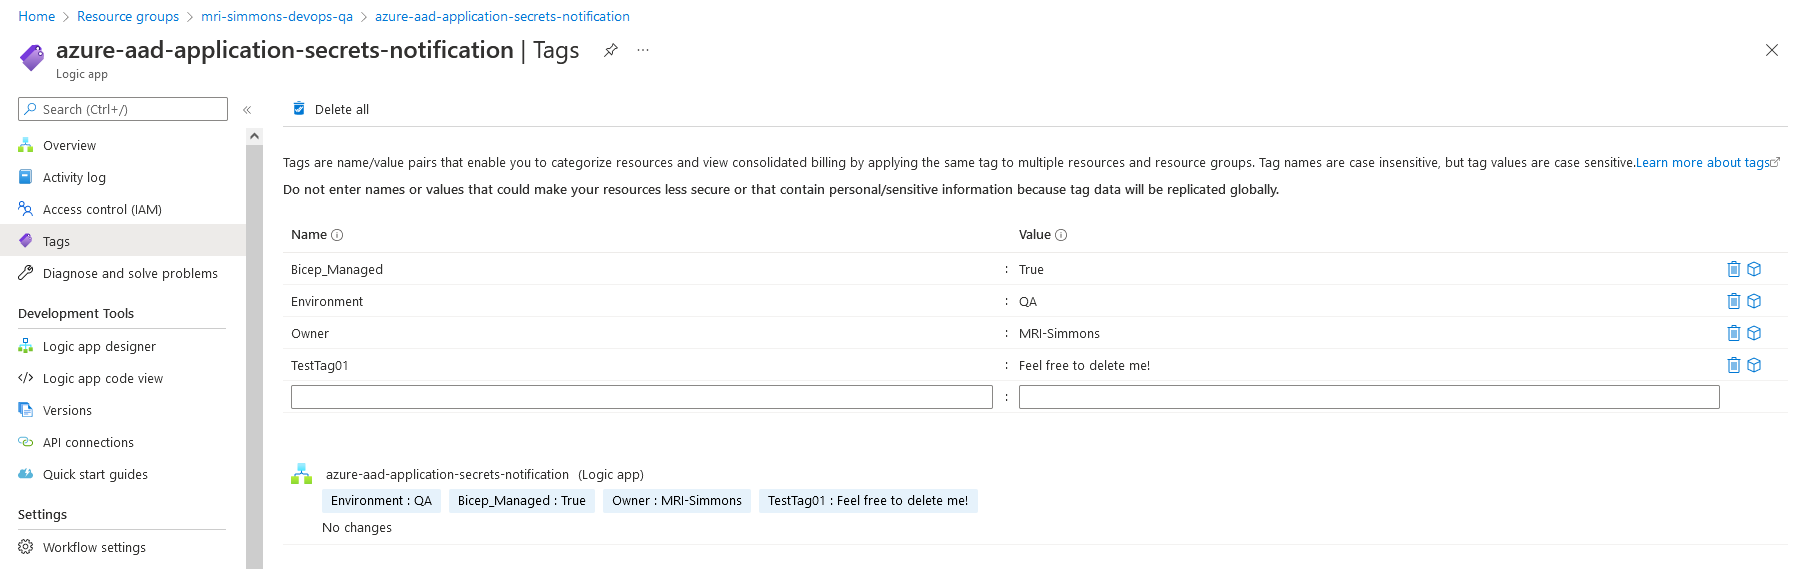 Home > Resource groups > mri-simmons-devops-qa > azure-aad-application-secrets-notification
azure-aad-application-secrets-notification | Tags
Logic app
Search (Ctrl+/)
Overview
Activity log
Access control (IAM)
Tags
Diagnose and solve problems
Development Tools
Logic app designer
Logic app code view
Versions
API connections
Quick start guides
Settings
Workflow settings
Delete all
Tags are name/value pairs that enable you to categorize resources and view consolidated billing by applying the same tag to multiple resources and resource groups. Tag names are case insensitive, but tag values are case sensitive.Learn more about tags
Do not enter names or values that could make your resources less secure or that contain personal/sensitive information because tag data will be replicated globally.
Name Value
Bicep_Managed : True
Environment : QA
Owner : MRI-Simmons
TestTag01 : Feel free to delete me!
:
azure-aad-application-secrets-notification (Logic app)
Environment : QA Bicep_Managed : True Owner : MRI-Simmons TestTag01 : Feel free to delete me!
No changes